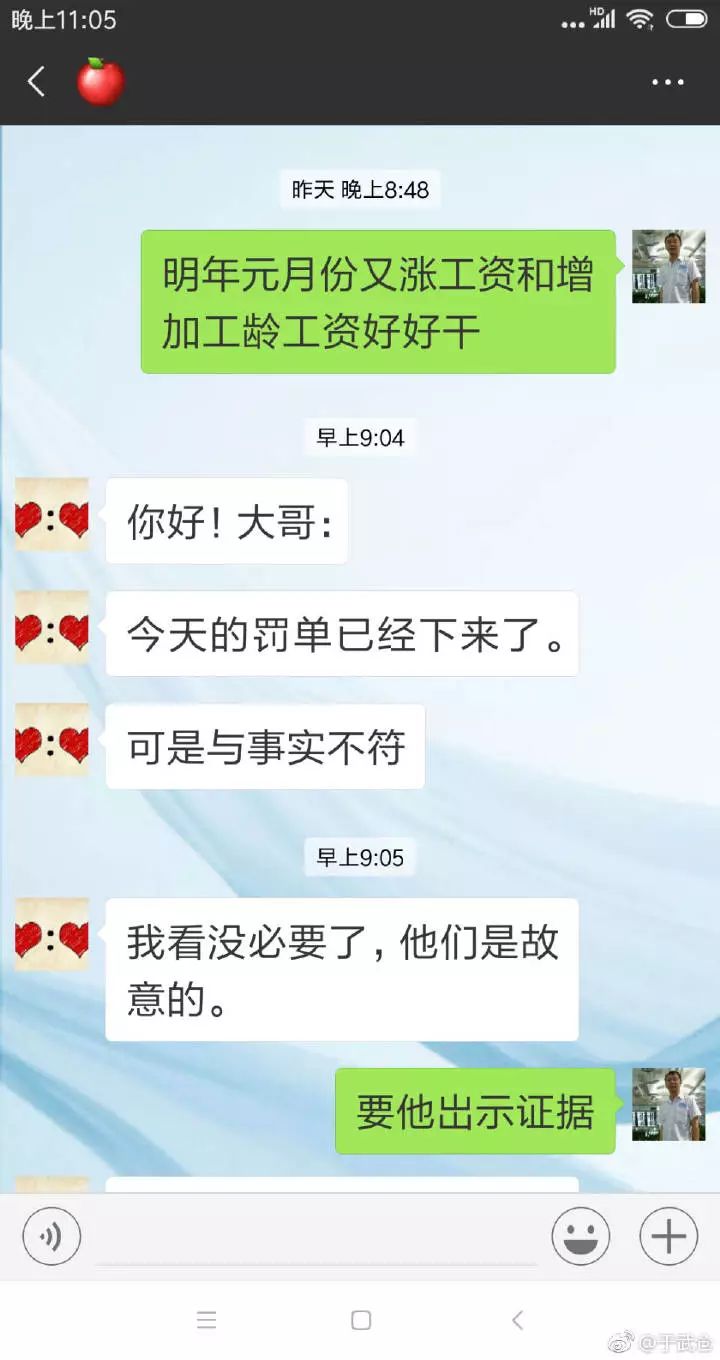 晚上11:05
HD
昨天 晚上8:48
明年元月份又涨工资和增
加工龄工资好好干
早上9:04
你好！大哥：
今天的罚单已经下来了。
可是与事实不符
早上9:05
我看没必要了，他们是故
意的。
要他出示证据
@于武仓